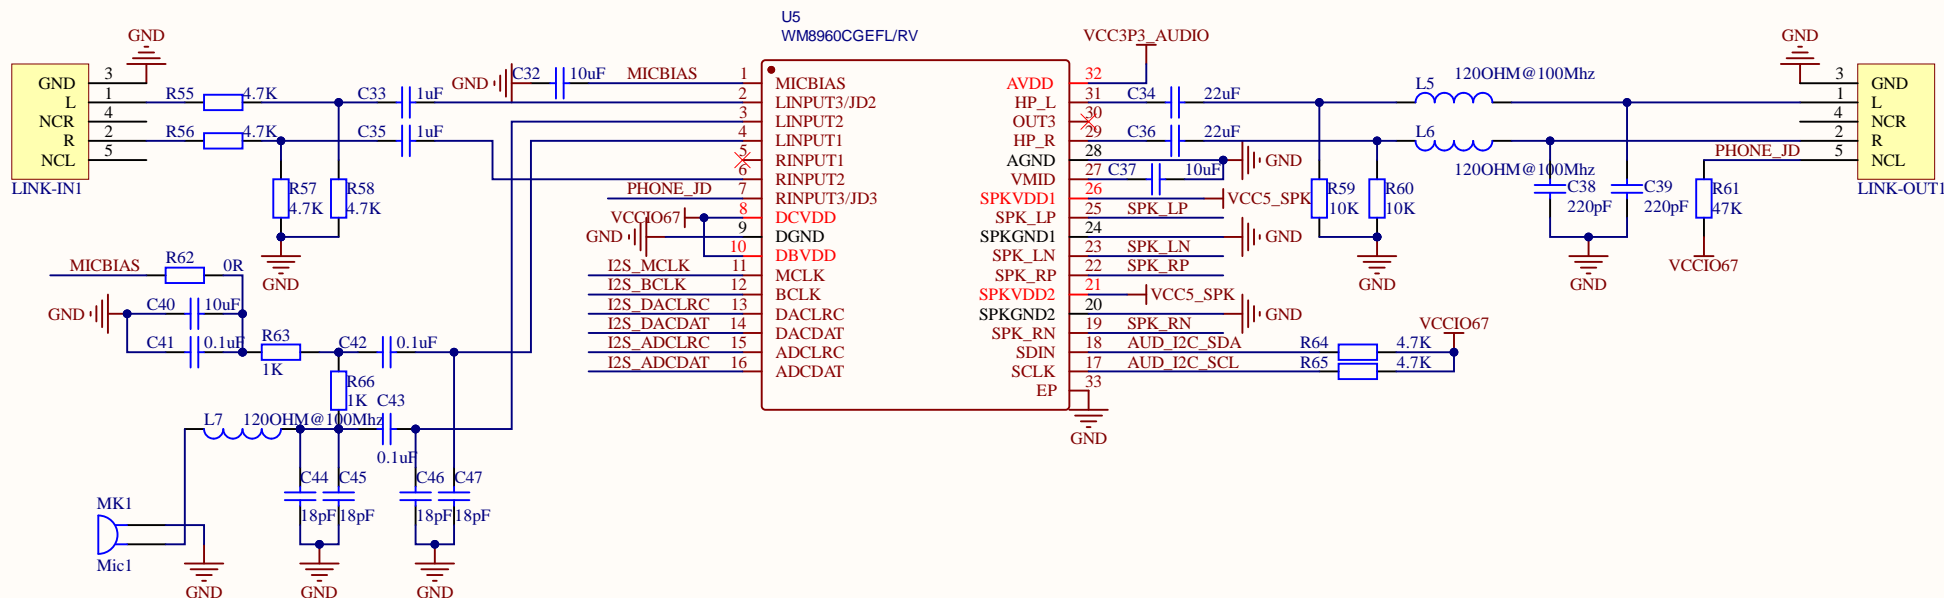 U5
WM8960CGEFL/RV
GND
VCC3P3_AUDIO
GND
GND 3
L 1
NCR 4
R 2
NCL 5
LINK-IN1
R55 4.7K
R56 4.7K
C33 1uF
C35 1uF
R57 4.7K
R58 4.7K
GND
GND C32 10uF MICBIAS
1 MICBIAS
2 LINPUT3/JD2
3 LINPUT2
4 LINPUT1
5 RINPUT1
6 RINPUT2
PHONE_JD 7 RINPUT3/JD3
VCCIO67 8 DCVDD
GND 9 DGND
10 DBVDD
I2S_MCLK 11 MCLK
I2S_BCLK 12 BCLK
I2S_DACLRC 13 DACLRC
I2S_DACDAT 14 DACDAT
I2S_ADCLRC 15 ADCLRC
I2S_ADCDAT 16 ADCDAT
AVDD 32
HP_L 31
OUT3 30
HP_R 29
AGND 28
VMID 27
SPKVDD1 26
SPK_LP 25 SPK_LP
SPKGND1 24
SPK_LN 23 SPK_LN
SPK_RP 22 SPK_RP
SPKVDD2 21
SPKGND2 20
SPK_RN 19 SPK_RN
SDIN 18 AUD_I2C_SDA
SCLK 17 AUD_I2C_SCL
EP 33
GND
C34 22uF
C36 22uF
GND
C37 10uF
VCC5_SPK
GND
VCC5_SPK
GND
VCCIO67
R64 4.7K
R65 4.7K
L5 120OHM@100Mhz
L6
120OHM@100Mhz
R59 10K
R60 10K
GND
C38 220pF
C39 220pF
GND
PHONE_JD
R61 47K
VCCIO67
3 GND
1 L
4 NCR
2 R
5 NCL
LINK-OUT1
MICBIAS R62 0R
GND C40 10uF
C41 0.1uF
R63 1K
C42 0.1uF
R66 1K
C43 0.1uF
L7 120OHM@100Mhz
C44 18pF
C45 18pF
C46 18pF
C47 18pF
MK1
Mic1
GND
GND
GND